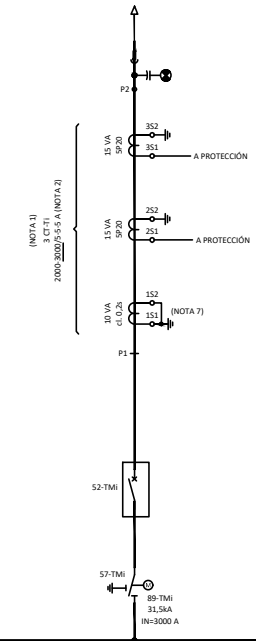 P2
3S2
3S1
15 VA
5P20
A PROTECCIÓN
(NOTA 1)
3 CT-Ti
2000-3000/5-5-5 A (NOTA 2)
2S2
2S1
15 VA
5P20
A PROTECCIÓN
1S2
1S1
10 VA
cl. 0,2s
(NOTA 7)
P1
52-TMi
57-TMi
M
89-TMi
31,5kA
IN=3000 A